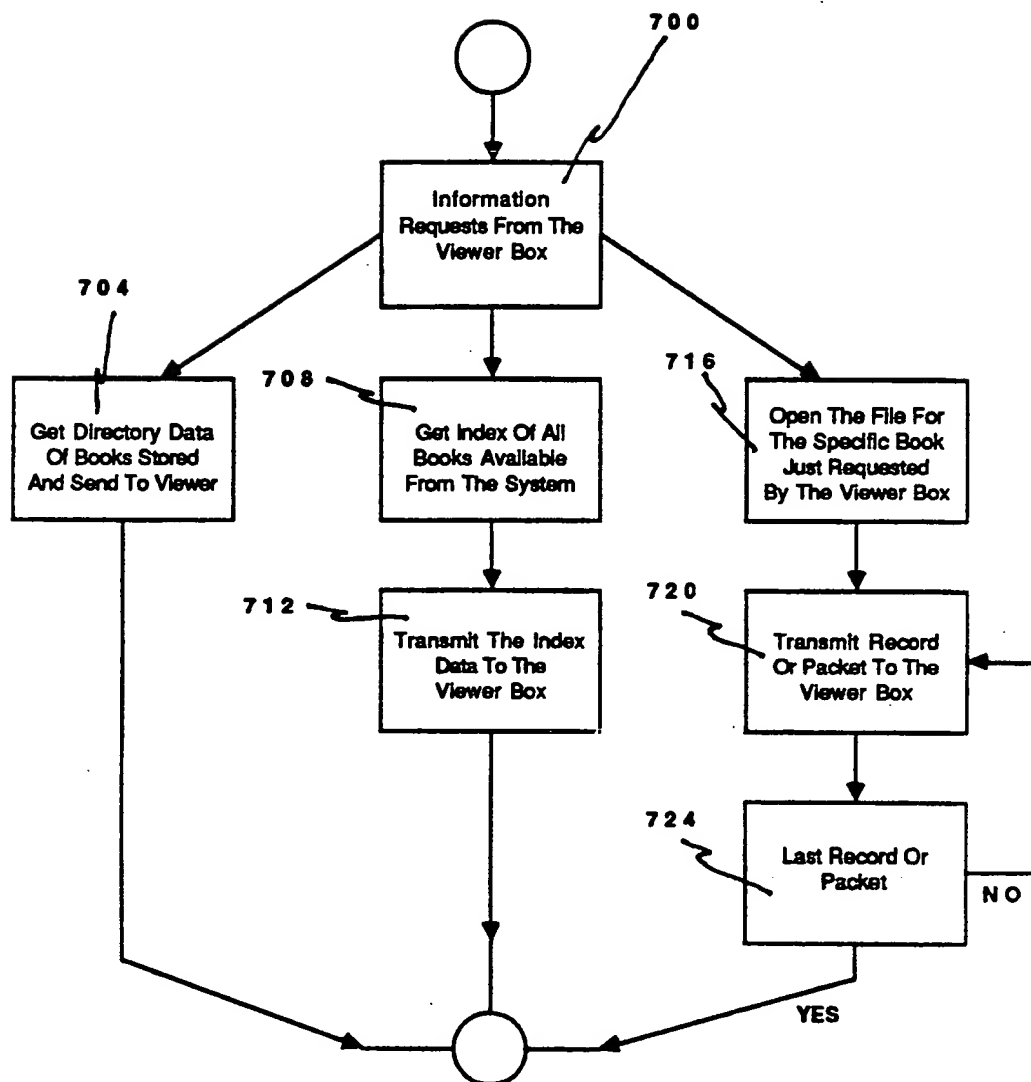 700
Information
Requests From The
Viewer Box
704
Get Directory Data
Of Books Stored
And Send To Viewer
708
Get Index Of All
Books Available
From The System
716
Open The File For
The Specific Book
Just Requested
By The Viewer Box
712
Transmit The Index
Data To The
Viewer Box
720
Transmit Record
Or Packet To The
Viewer Box
724
Last Record Or
Packet
NO
YES